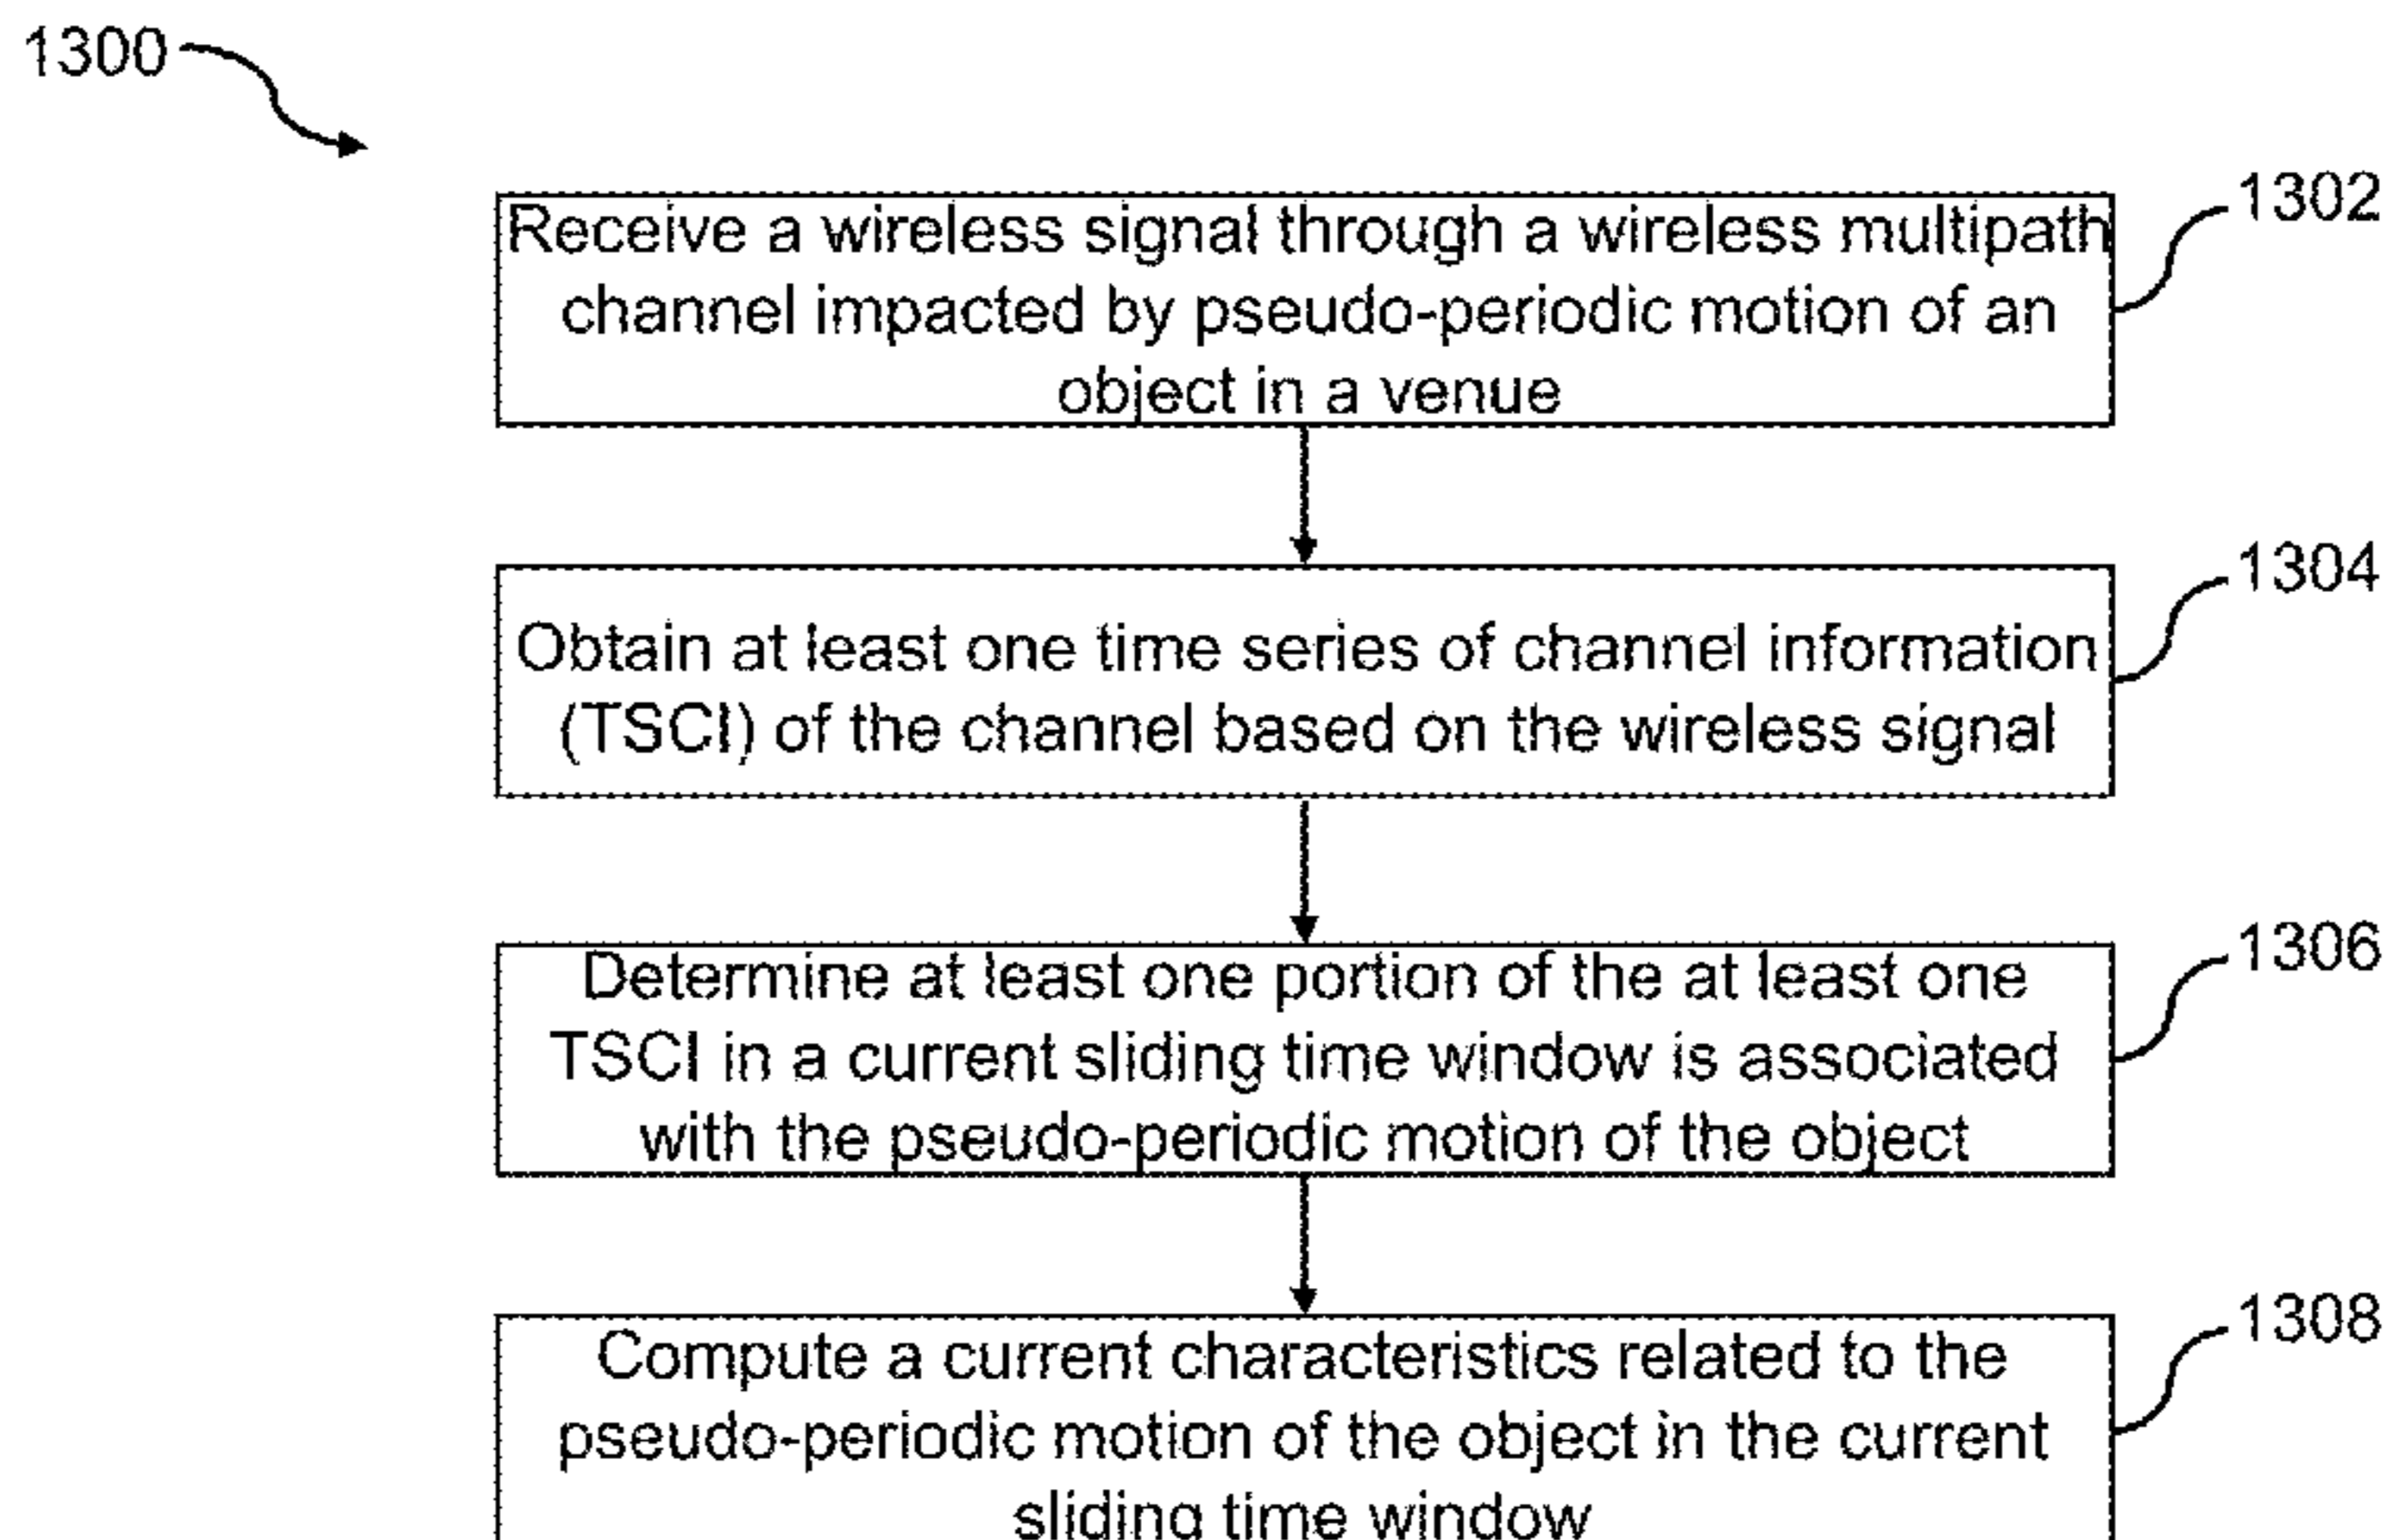 1300
Receive a wireless signal through a wireless multipath
1302
channel impacted by pseudo-periodic motion of an
object in a venue
1304
Obtain at least one time series of channel information
(TSCI) of the channel based on the wireless signal
1306
Determine at least one portion of the at least one
TSCI in a current sliding time window is associated
with the pseudo-periodic motion of the object
1308
Compute a current characteristics related to the
pseudo-periodic motion of the object in the current
sliding time window